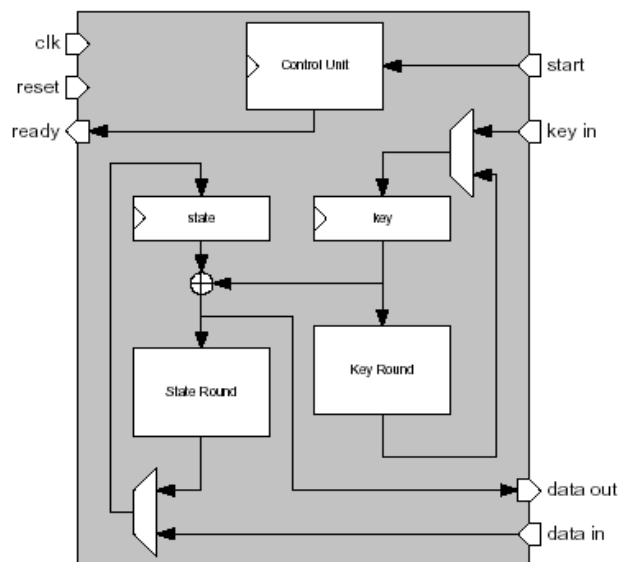 clk
Control Unit
start
reset
ready
key in
state
key
State Round
Key Round
data out
data in